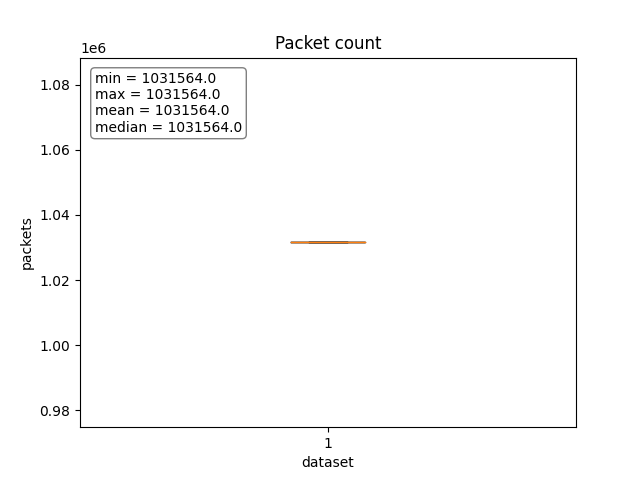 Packet count
1e6
min = 1031564.0
max = 1031564.0
mean = 1031564.0
median = 1031564.0
1.08
1.06
1.04
1.02
1.00
0.98
packets
1
dataset